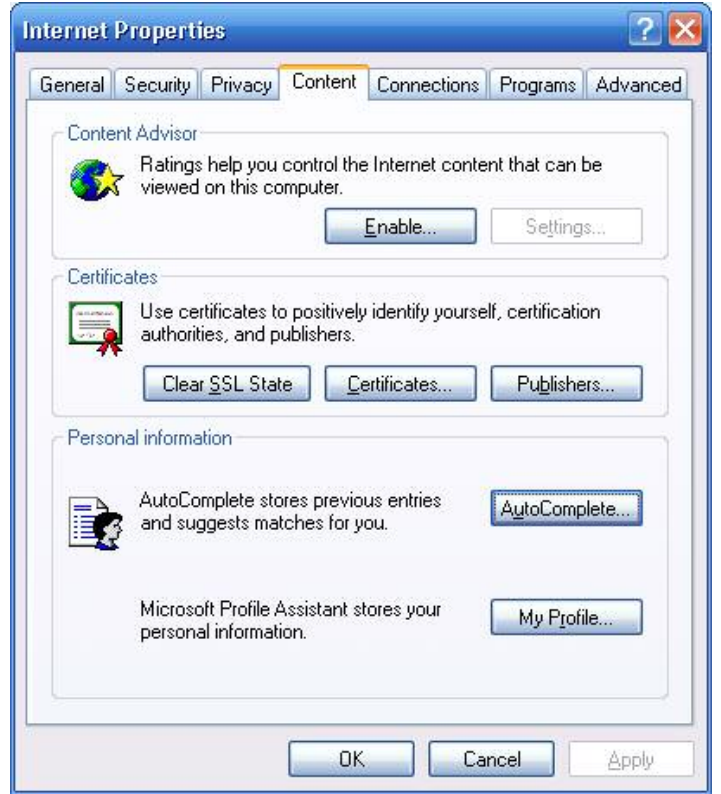 Internet Properties
General Security Privacy Content Connections Programs Advanced
Content Advisor
Ratings help you control the Internet content that can be
viewed on this computer.
Enable... Settings...
Certificates
Use certificates to positively identify yourself, certification
authorities, and publishers.
Clear SSL State Certificates... Publishers...
Personal information
AutoComplete stores previous entries
and suggests matches for you.
AutoComplete...
Microsoft Profile Assistant stores your
personal information.
My Profile...
OK Cancel Apply